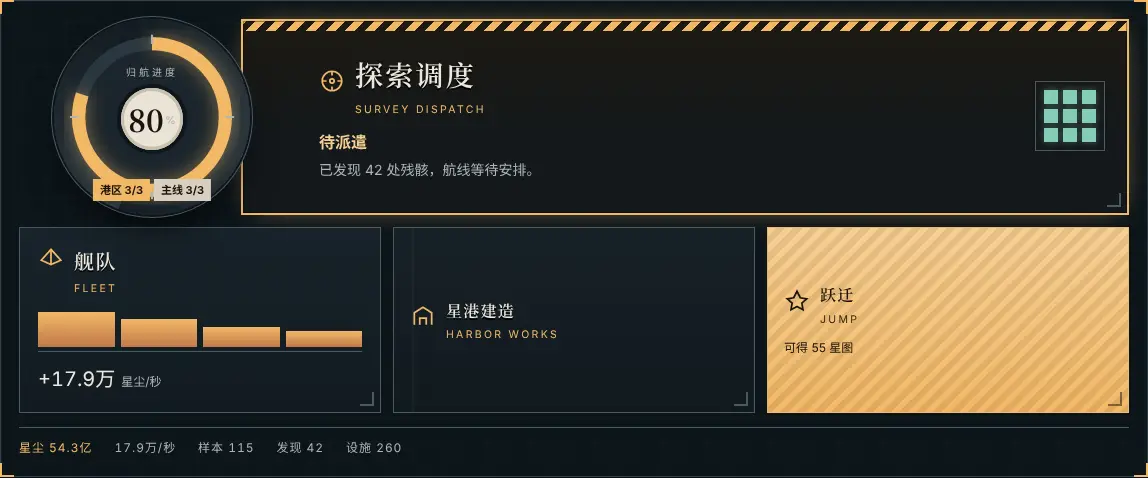 归航进度
80%
港区 3/3
主线 3/3
探索调度
SURVEY DISPATCH
待派遣
已发现 42 处残骸，航线等待安排。
舰队
FLEET
+17.9万 星尘/秒
星港建造
HARBOR WORKS
跃迁
JUMP
可得 55 星图
星尘 54.3亿 17.9万/秒 样本 115 发现 42 设施 260